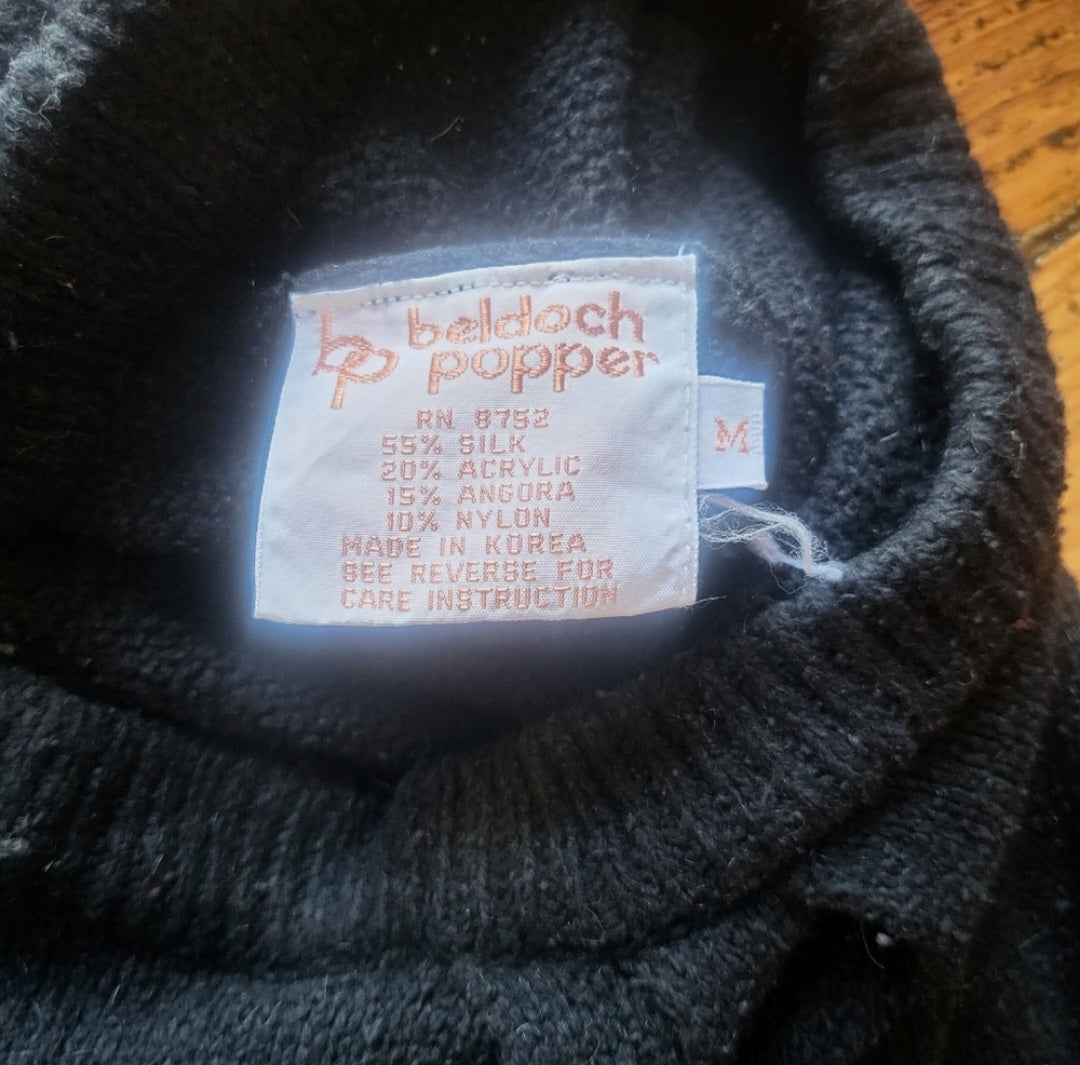 bp beldoch
popper
RN 8752
55% SILK
20% ACRYLIC
15% ANGORA
10% NYLON
MADE IN KOREA
SEE REVERSE FOR
CARE INSTRUCTION
M